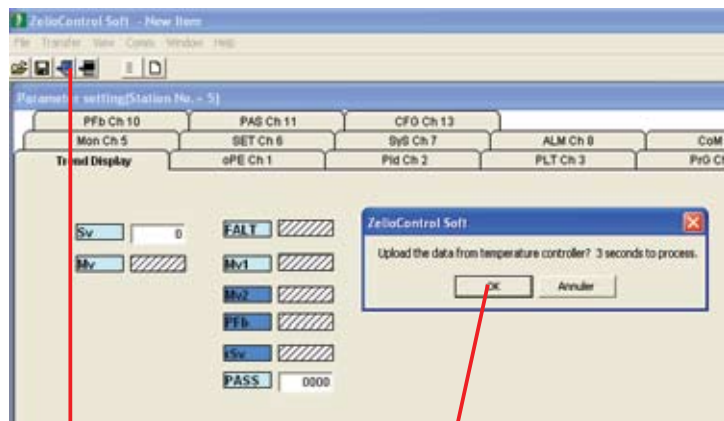 ZelioControl Soft - New Item
File Transfer View Comm. Window Help
Parameter setting(Station No. - 5)
PFb Ch 10 PAS Ch 11 CFG Ch 13
Mon Ch 5 SET Ch 6 SyS Ch 7 ALM Ch 8 CoM
Trend Display oPE Ch 1 PId Ch 2 PLT Ch 3 PrG Ch
Sv 0 FALT
Mv Mv1
Mv2
PFb
rSv
PASS 0000
ZelioControl Soft
Upload the data from temperature controller? 3 seconds to process.
OK Annuler